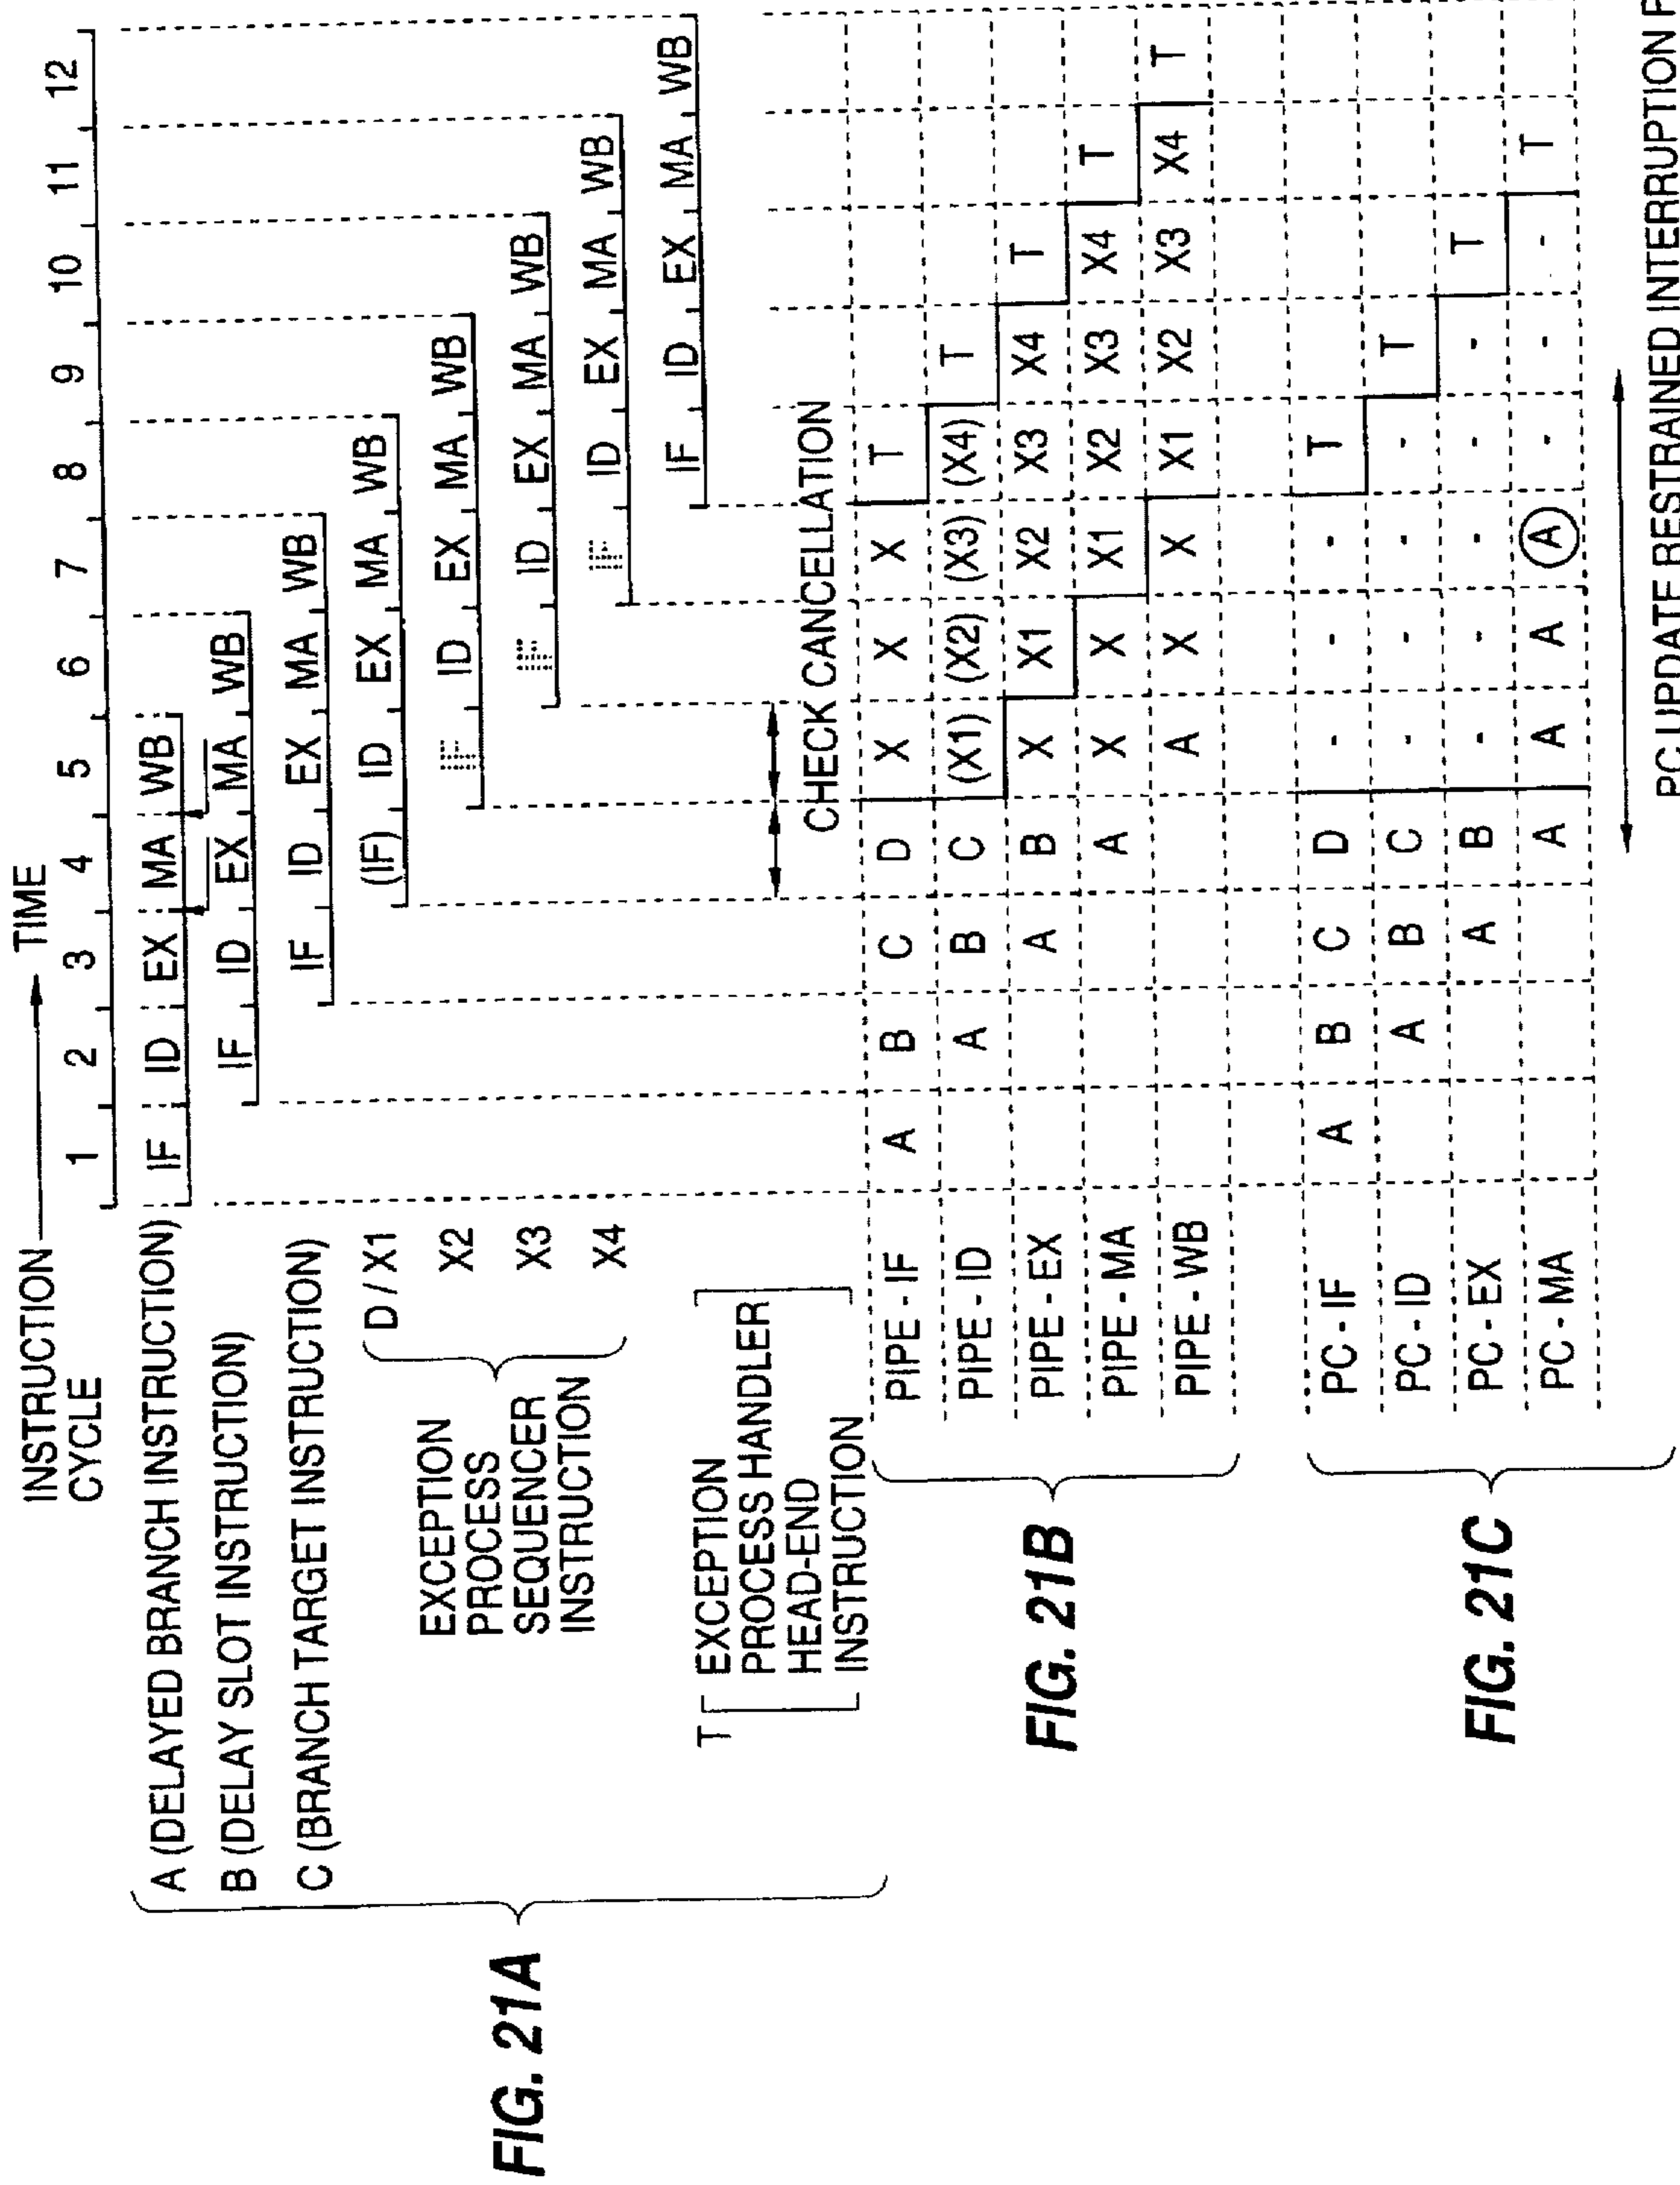 INSTRUCTION → TIME
CYCLE
1 2 3 4 5 6 7 8 9 10 11 12
A (DELAYED BRANCH INSTRUCTION) IF ID EX MA WB
B (DELAY SLOT INSTRUCTION) IF ID EX MA WB
C (BRANCH TARGET INSTRUCTION) IF ID EX MA WB
D / X1 (IF) ID EX MA WB
EXCEPTION
PROCESS
SEQUENCER
INSTRUCTION
X2 IF ID EX MA WB
X3 IF ID EX MA WB
X4 IF ID EX MA WB
T EXCEPTION
PROCESS HANDLER
HEAD-END
INSTRUCTION
IF ID EX MA WB
FIG. 21A
CHECK CANCELLATION
PIPE - IF A B C D X X X T
PIPE - ID A B C (X1) (X2) (X3) (X4) T
PIPE - EX A B X X1 X2 X3 X4 T
PIPE - MA A X X X1 X2 X3 X4 T
PIPE - WB A X X X1 X2 X3 X4 T
FIG. 21B
PC - IF A B C D - - - T
PC - ID A B C - - - - T
PC - EX A B - - - - - T
PC - MA A A A A - - - T
FIG. 21C
PC UPDATE RESTRAINED INTERRUPTION